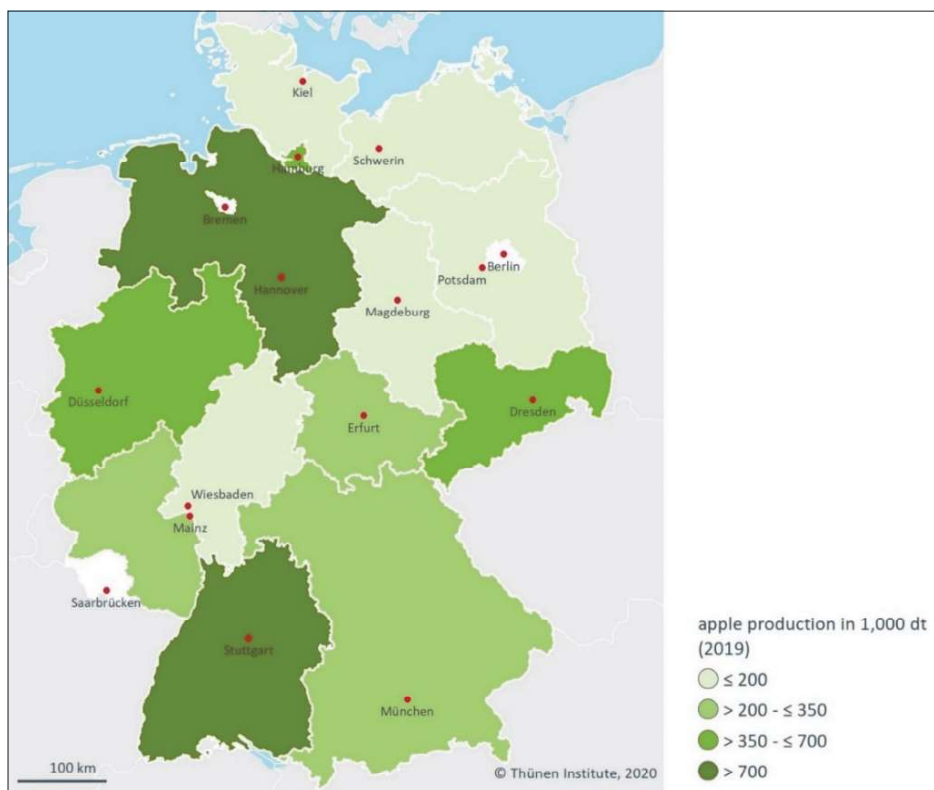 Kiel
Schwerin
Hamburg
Bremen
Berlin
Potsdam
Hannover
Magdeburg
Düsseldorf
Dresden
Erfurt
Wiesbaden
Mainz
Saarbrücken
Stuttgart
München
100 km
© Thünen Institute, 2020
apple production in 1,000 dt
(2019)
≤ 200
> 200 - ≤ 350
> 350 - ≤ 700
> 700